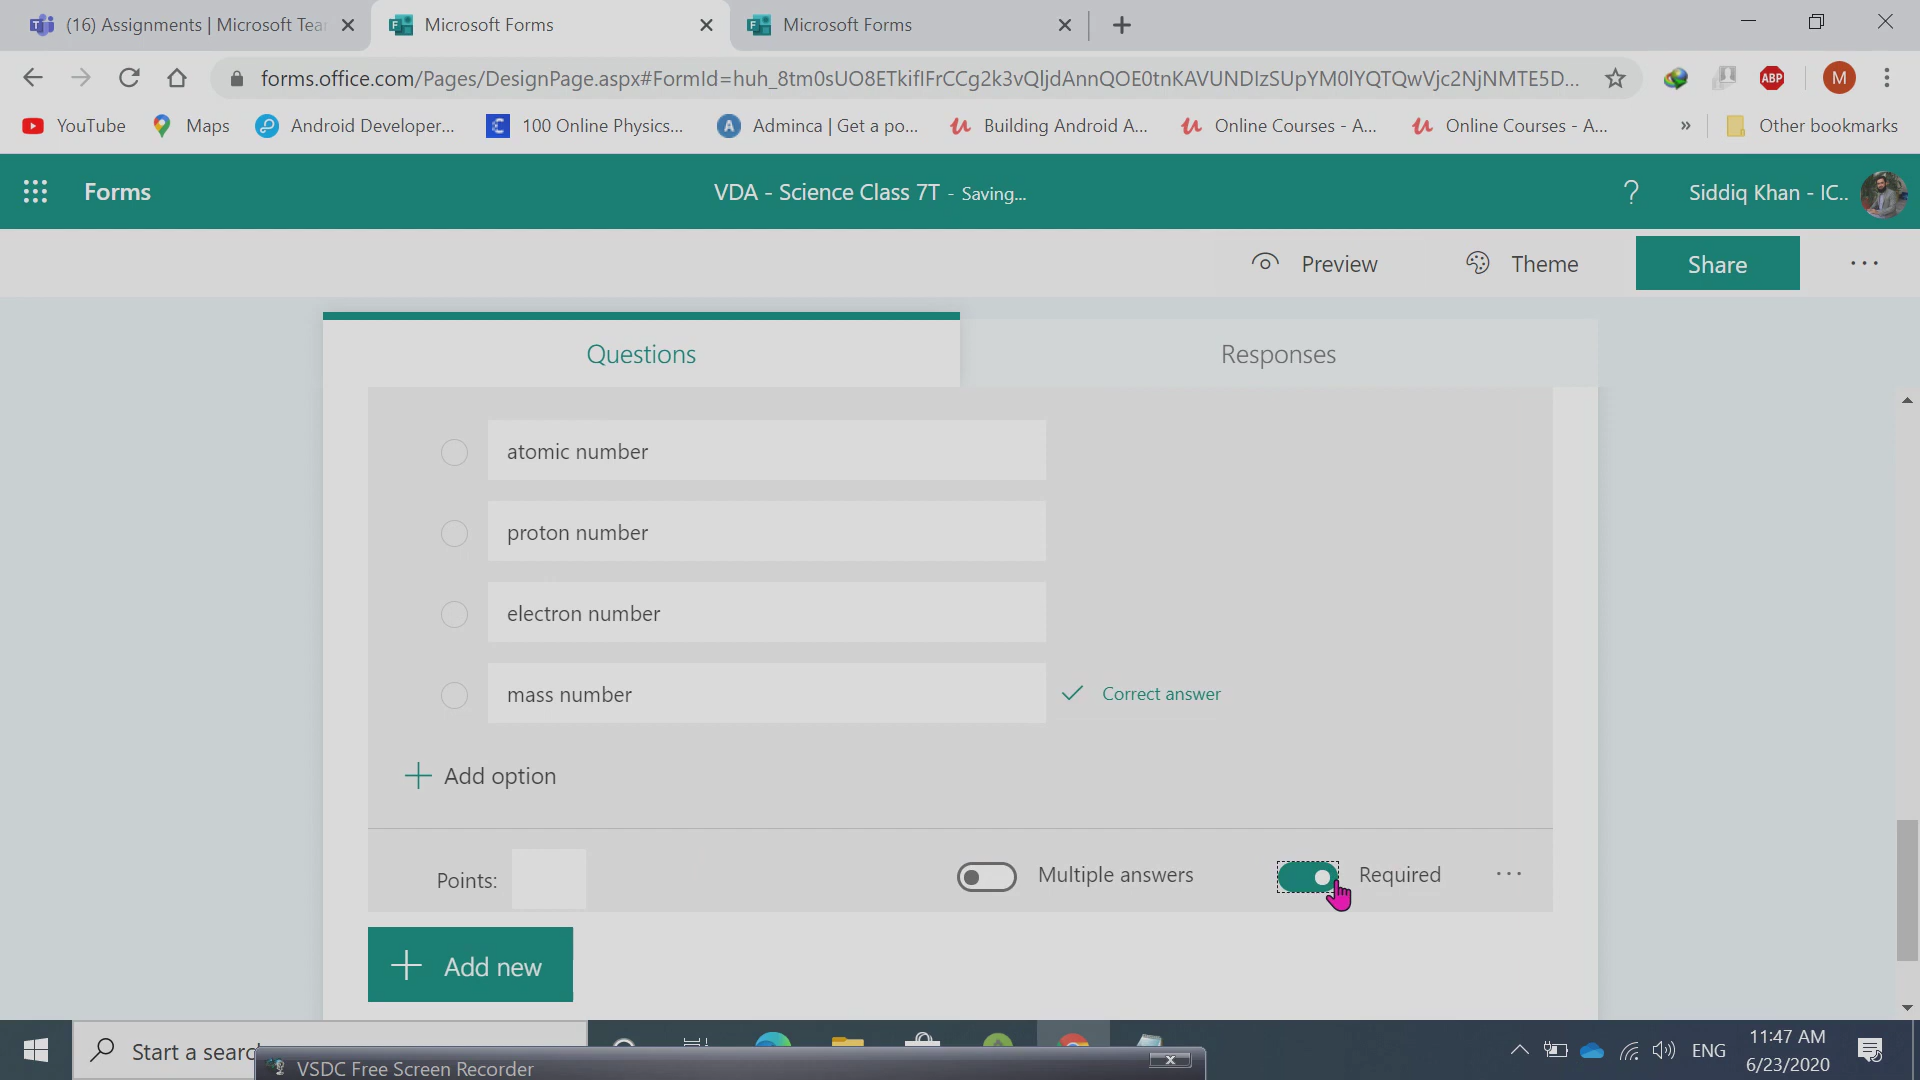 (16) Assignments | Microsoft Tea
Microsoft Forms
Microsoft Forms
forms.office.com/Pages/DesignPage.aspx#FormId=huh_8tm0sUO8ETkifIFrCCg2k3vQljdAnnQOE0tnKAVUNDIzSUpYM0lYQTQwVjc2NjNMTE5D...
ABP
M
YouTube
Maps
Android Developer...
100 Online Physics...
Adminca | Get a po...
Building Android A...
Online Courses - A...
Online Courses - A...
»
Other bookmarks
Forms
VDA - Science Class 7T - Saving...
?
Siddiq Khan - IC..
Preview
Theme
Share
...
Questions
Responses
atomic number
proton number
electron number
mass number
Correct answer
Add option
Points:
Multiple answers
Required
...
Add new
Start a searc
VSDC Free Screen Recorder
ENG
11:47 AM
6/23/2020